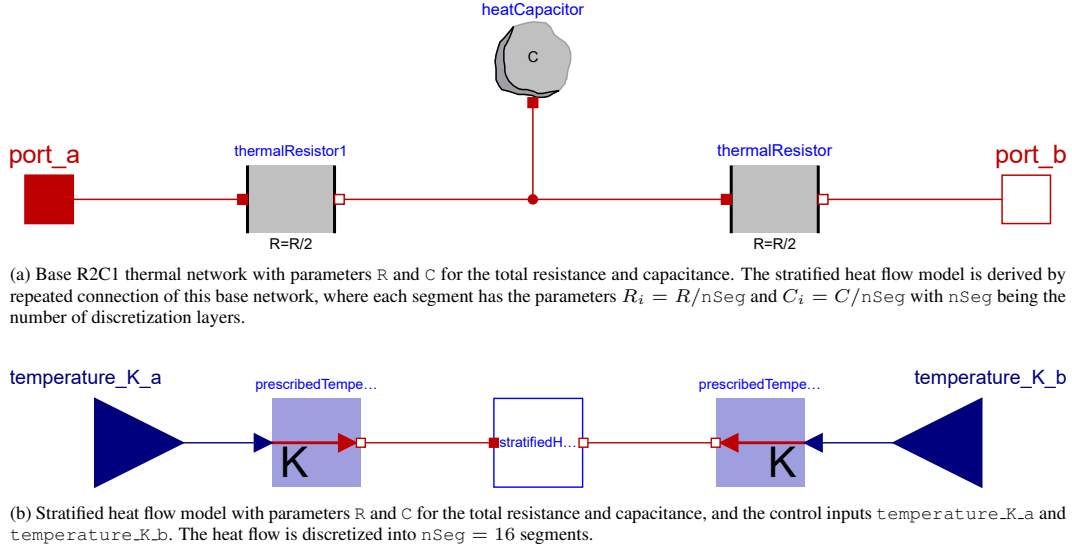 heatCapacitor
C
port_a
thermalResistor1
thermalResistor
port_b
R=R/2
R=R/2
(a) Base R2C1 thermal network with parameters R and C for the total resistance and capacitance. The stratified heat flow model is derived by
repeated connection of this base network, where each segment has the parameters R_i = R/nSeg and C_i = C/nSeg with nSeg being the
number of discretization layers.
temperature_K_a
prescribedTempe...
prescribedTempe...
temperature_K_b
K
stratifiedH...
K
(b) Stratified heat flow model with parameters R and C for the total resistance and capacitance, and the control inputs temperature_K_a and
temperature_K_b. The heat flow is discretized into nSeg = 16 segments.